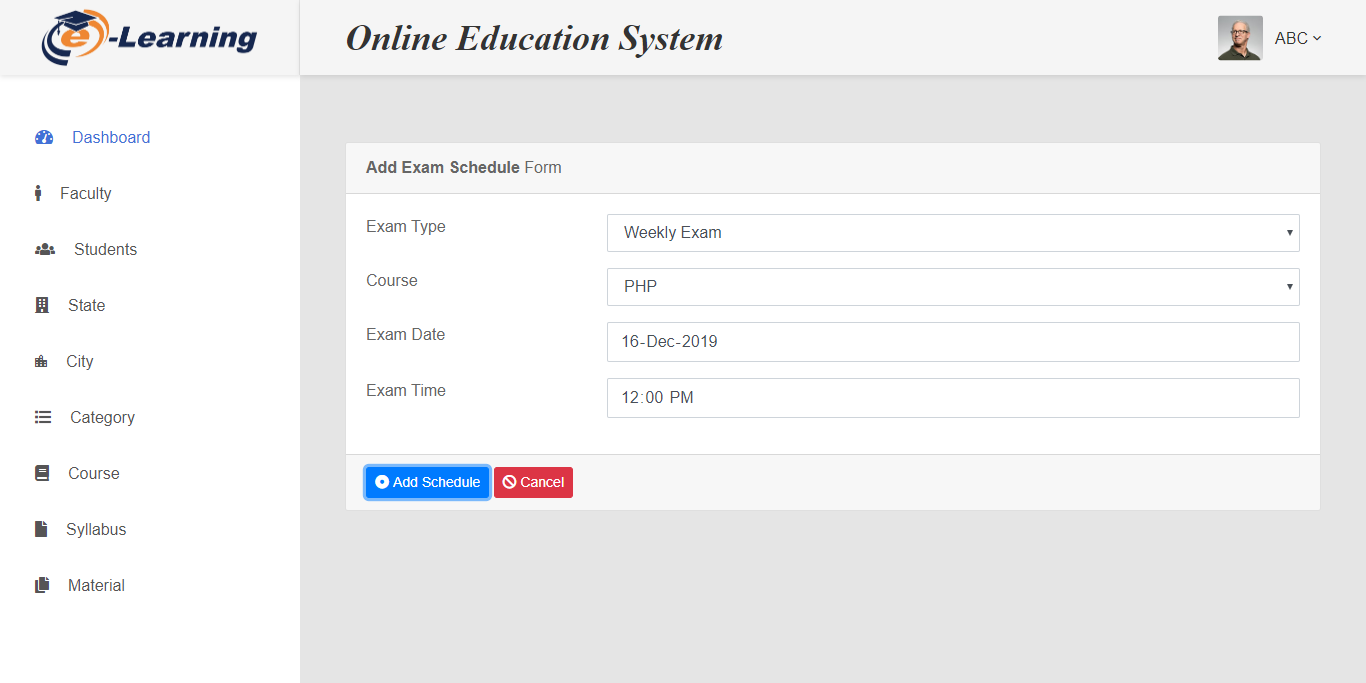 e-Learning
Online Education System
ABC
Dashboard
Faculty
Students
State
City
Category
Course
Syllabus
Material
Add Exam Schedule Form
Exam Type
Weekly Exam
Course
PHP
Exam Date
16-Dec-2019
Exam Time
12:00 PM
Add Schedule
Cancel